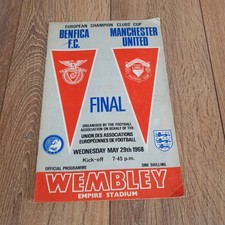 EUROPEAN CHAMPION CLUBS' CUP
BENFICA F.C.
MANCHESTER UNITED
FINAL
ORGANISED BY THE FOOTBALL
ASSOCIATION ON BEHALF OF THE
UNION DES ASSOCIATIONS
EUROPÉENNES DE FOOTBALL
WEDNESDAY MAY 29th 1968
Kick-off 7-45 p.m.
OFFICIAL PROGRAMME
ONE SHILLING
WEMBLEY
EMPIRE STADIUM